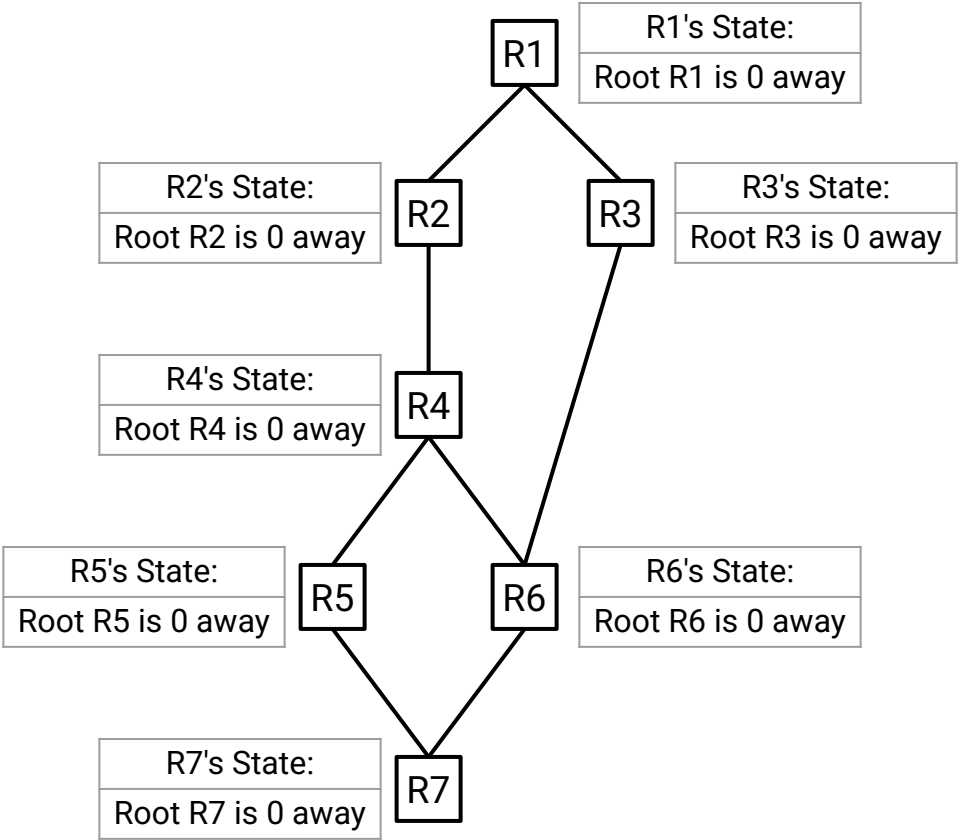 R1
R1's State:
Root R1 is 0 away
R2's State:
Root R2 is 0 away
R2
R3
R3's State:
Root R3 is 0 away
R4's State:
Root R4 is 0 away
R4
R5's State:
Root R5 is 0 away
R5
R6
R6's State:
Root R6 is 0 away
R7's State:
Root R7 is 0 away
R7